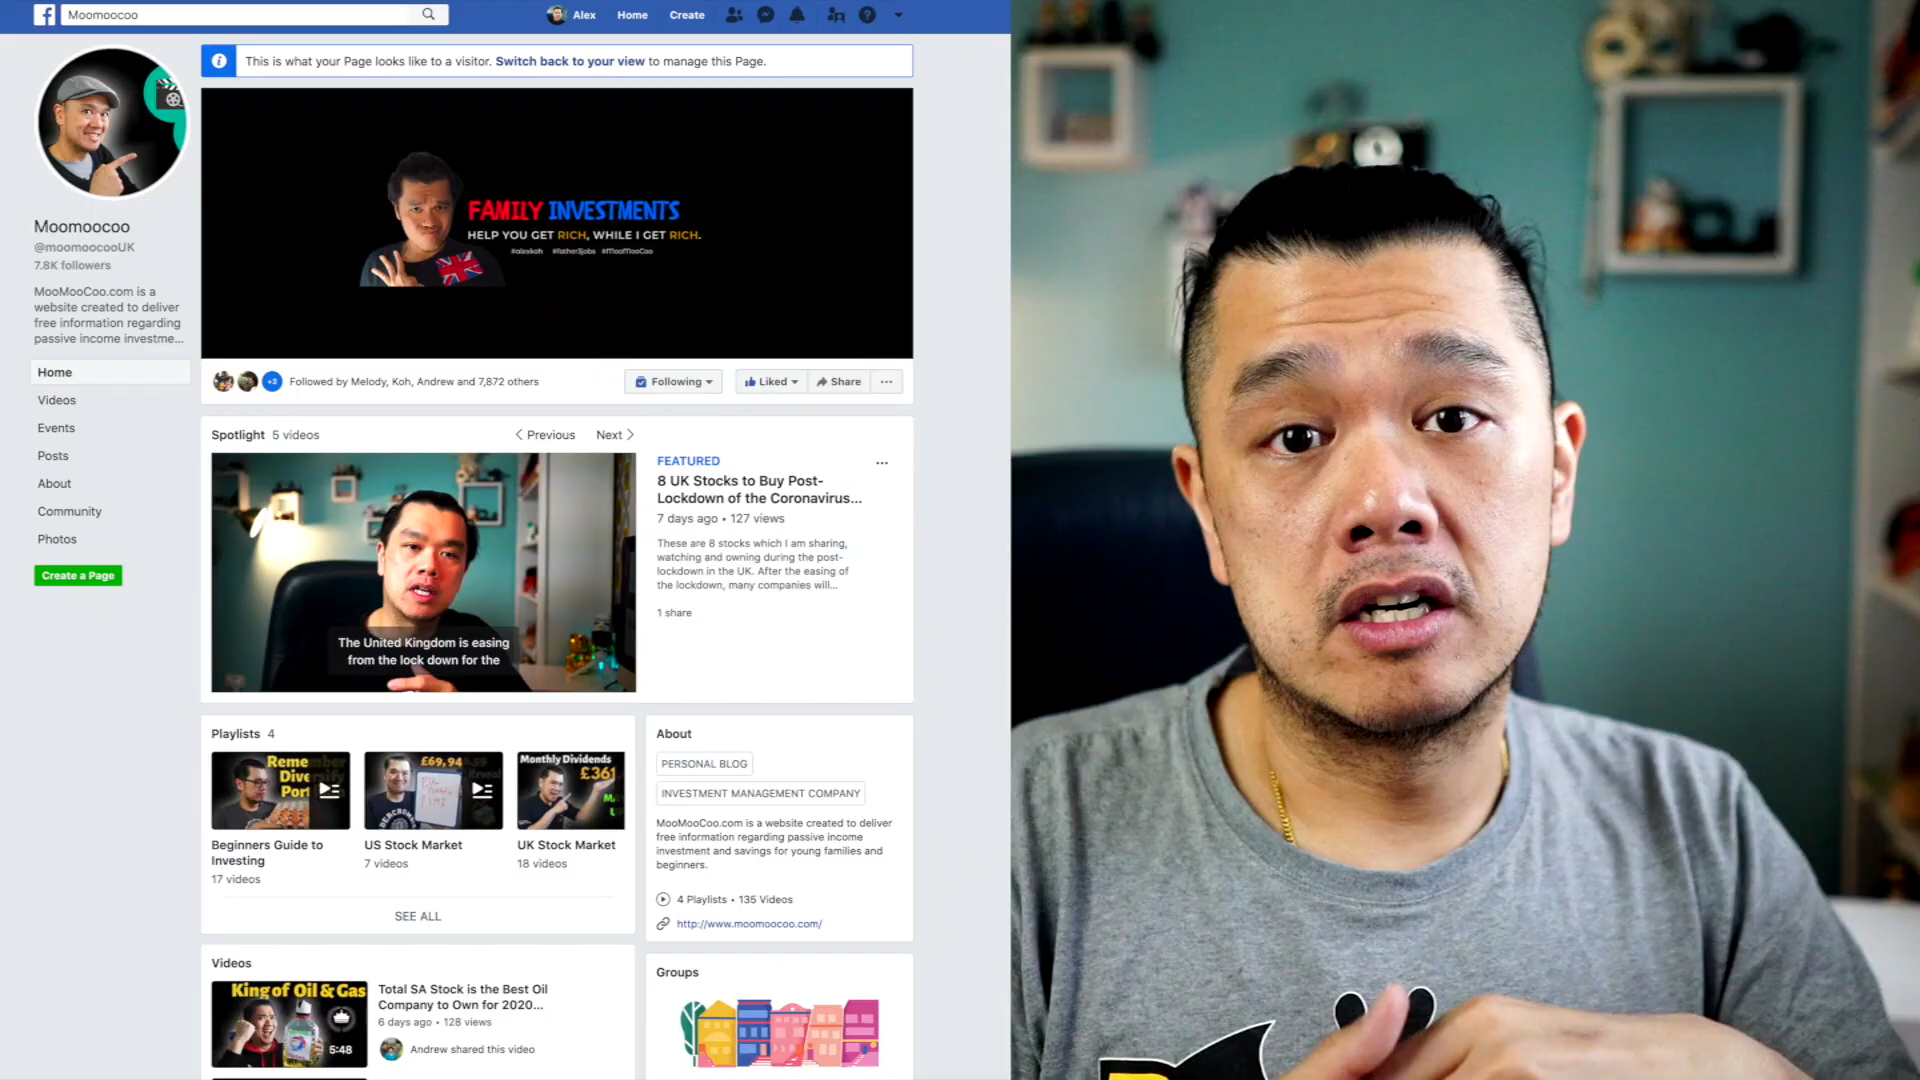 Moomoocoo
Alex
Home
Create
This is what your Page looks like to a visitor. Switch back to your view to manage this Page.
FAMILY INVESTMENTS
HELP YOU GET RICH, WHILE I GET RICH.
#alexkoh #father3jobs #MooMooCoo
Moomoocoo
@moomoocooUK
7.8K followers
MooMooCoo.com is a
website created to deliver
free information regarding
passive income investme...
Home
Videos
Events
Posts
About
Community
Photos
Create a Page
+3
Followed by Melody, Koh, Andrew and 7,872 others
Following
Liked
Share
Spotlight 5 videos
Previous
Next
The United Kingdom is easing
from the lock down for the
FEATURED
8 UK Stocks to Buy Post-
Lockdown of the Coronavirus...
7 days ago • 127 views
These are 8 stocks which I am sharing,
watching and owning during the post-
lockdown in the UK. After the easing of
the lockdown, many companies will...
1 share
Playlists 4
Remember
Diversify
Port
Beginners Guide to
Investing
17 videos
£69,944.39
Reveal
US Stock Market
7 videos
Monthly Dividends
£361
UK Stock Market
18 videos
SEE ALL
About
PERSONAL BLOG
INVESTMENT MANAGEMENT COMPANY
MooMooCoo.com is a website created to deliver
free information regarding passive income
investment and savings for young families and
beginners.
4 Playlists • 135 Videos
http://www.moomoocoo.com/
Videos
King of Oil & Gas
5:48
Total SA Stock is the Best Oil
Company to Own for 2020...
6 days ago • 128 views
Andrew shared this video
Groups